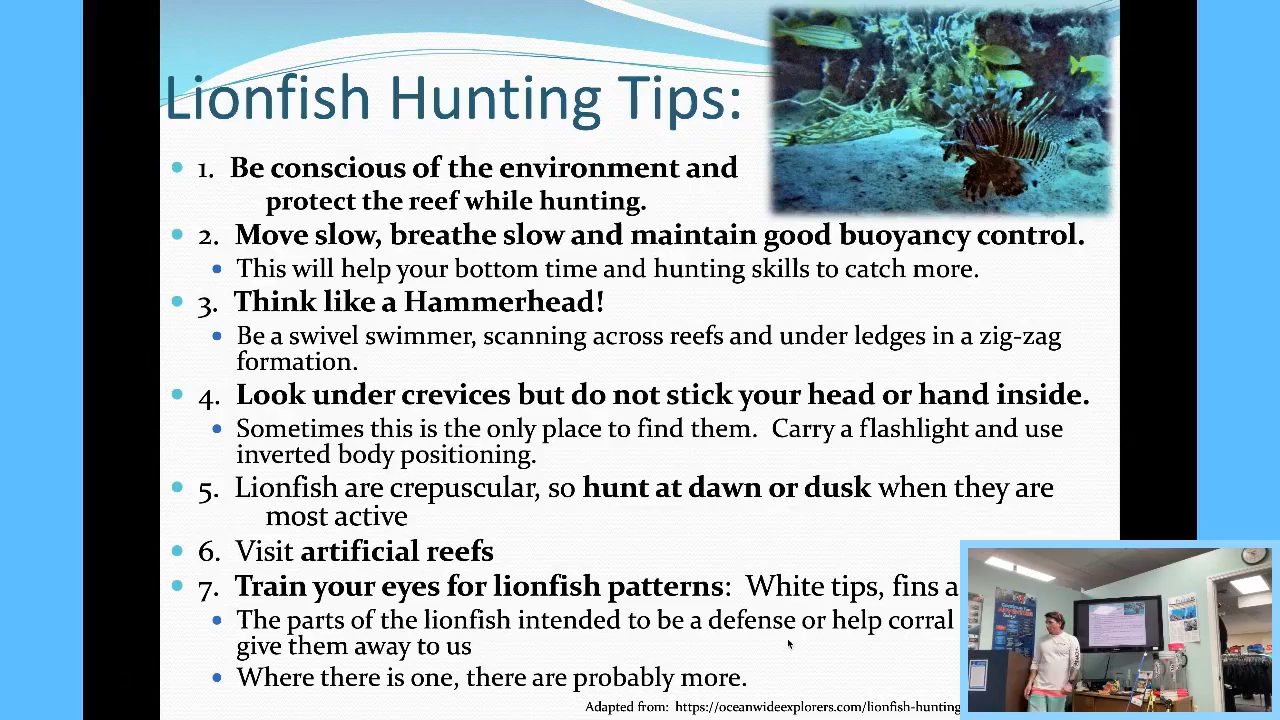 Lionfish Hunting Tips:
1. Be conscious of the environment and
protect the reef while hunting.
2. Move slow, breathe slow and maintain good buoyancy control.
This will help your bottom time and hunting skills to catch more.
3. Think like a Hammerhead!
Be a swivel swimmer, scanning across reefs and under ledges in a zig-zag
formation.
4. Look under crevices but do not stick your head or hand inside.
Sometimes this is the only place to find them. Carry a flashlight and use
inverted body positioning.
5. Lionfish are crepuscular, so hunt at dawn or dusk when they are
most active
6. Visit artificial reefs
7. Train your eyes for lionfish patterns: White tips, fins a
The parts of the lionfish intended to be a defense or help corral
give them away to us
Where there is one, there are probably more.
Adapted from: https://oceanwideexplorers.com/lionfish-hunting